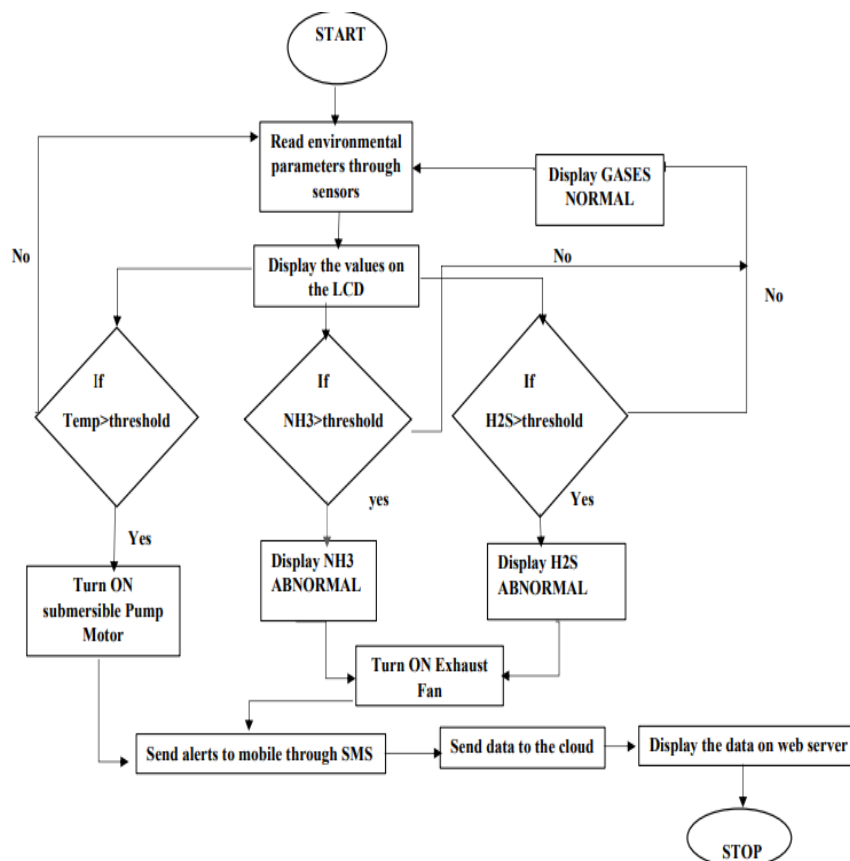 START
Read environmental
parameters through
sensors
Display GASES
NORMAL
No
Display the values on
the LCD
No
No
If
Temp>threshold
If
NH3>threshold
If
H2S>threshold
Yes
yes
Yes
Turn ON
submersible Pump
Motor
Display NH3
ABNORMAL
Display H2S
ABNORMAL
Turn ON Exhaust
Fan
Send alerts to mobile through SMS
Send data to the cloud
Display the data on web server
STOP